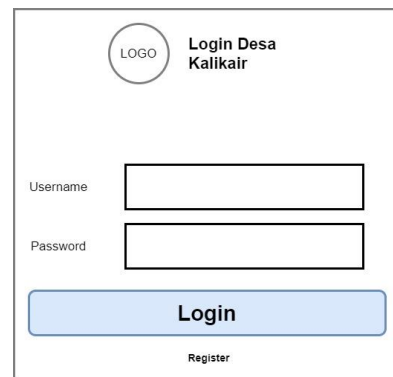 LOGO
Login Desa
Kalikair
Username
Password
Login
Register